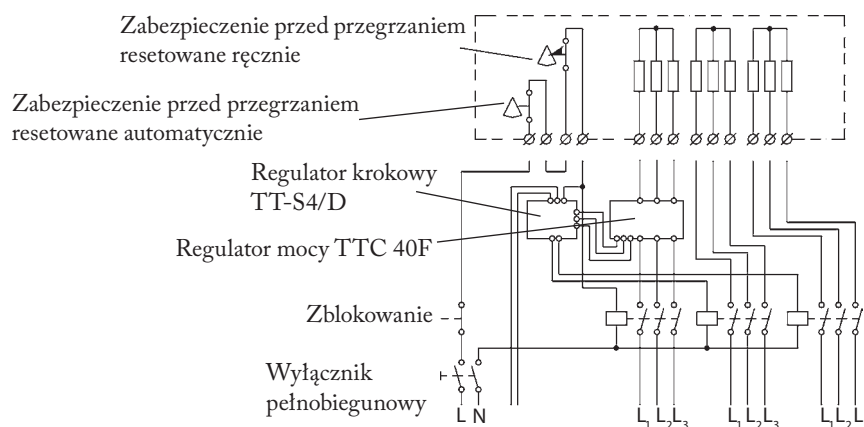 Zabezpieczenie przed przegrzaniem
resetowane ręcznie
Zabezpieczenie przed przegrzaniem
resetowane automatycznie
Regulator krokowy
TT-S4/D
Regulator mocy TTC 40F
Zblokowanie
Wyłącznik
pełnobiegunowy
L N L₁ L₂ L₃ L₁ L₂ L₃ L₁ L₂ L